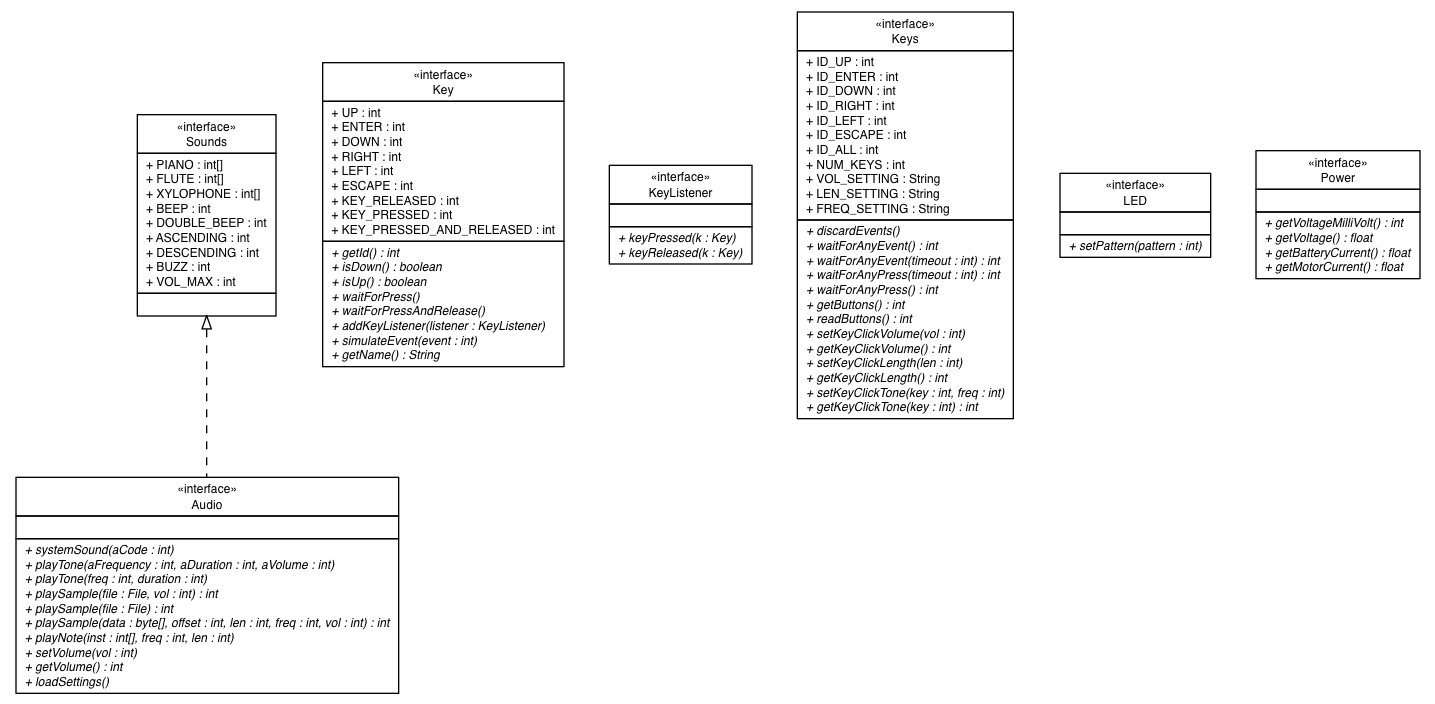 «interface»
Sounds
+ PIANO : int[]
+ FLUTE : int[]
+ XYLOPHONE : int[]
+ BEEP : int
+ DOUBLE_BEEP : int
+ ASCENDING : int
+ DESCENDING : int
+ BUZZ : int
+ VOL_MAX : int
«interface»
Key
+ UP : int
+ ENTER : int
+ DOWN : int
+ RIGHT : int
+ LEFT : int
+ ESCAPE : int
+ KEY_RELEASED : int
+ KEY_PRESSED : int
+ KEY_PRESSED_AND_RELEASED : int
+ getId() : int
+ isDown() : boolean
+ isUp() : boolean
+ waitForPress()
+ waitForPressAndRelease()
+ addKeyListener(listener : KeyListener)
+ simulateEvent(event : int)
+ getName() : String
«interface»
KeyListener
+ keyPressed(k : Key)
+ keyReleased(k : Key)
«interface»
Keys
+ ID_UP : int
+ ID_ENTER : int
+ ID_DOWN : int
+ ID_RIGHT : int
+ ID_LEFT : int
+ ID_ESCAPE : int
+ ID_ALL : int
+ NUM_KEYS : int
+ VOL_SETTING : String
+ LEN_SETTING : String
+ FREQ_SETTING : String
+ discardEvents()
+ waitForAnyEvent() : int
+ waitForAnyEvent(timeout : int) : int
+ waitForAnyPress(timeout : int) : int
+ waitForAnyPress() : int
+ getButtons() : int
+ readButtons() : int
+ setKeyClickVolume(vol : int)
+ getKeyClickVolume() : int
+ setKeyClickLength(len : int)
+ getKeyClickLength() : int
+ setKeyClickTone(key : int, freq : int)
+ getKeyClickTone(key : int) : int
«interface»
LED
+ setPattern(pattern : int)
«interface»
Power
+ getVoltageMilliVolt() : int
+ getVoltage() : float
+ getBatteryCurrent() : float
+ getMotorCurrent() : float
«interface»
Audio
+ systemSound(aCode : int)
+ playTone(aFrequency : int, aDuration : int, aVolume : int)
+ playTone(freq : int, duration : int)
+ playSample(file : File, vol : int) : int
+ playSample(file : File) : int
+ playSample(data : byte[], offset : int, len : int, freq : int, vol : int) : int
+ playNote(inst : int[], freq : int, len : int)
+ setVolume(vol : int)
+ getVolume() : int
+ loadSettings()